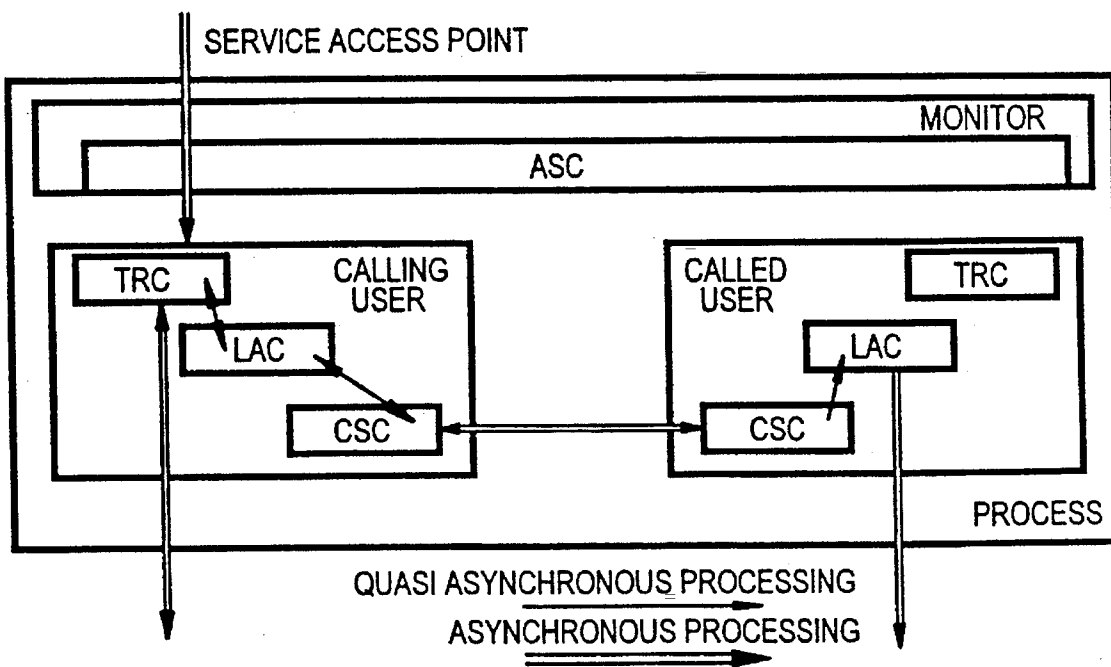 SERVICE ACCESS POINT
MONITOR
ASC
TRC
CALLING
USER
LAC
CSC
CALLED
USER
TRC
LAC
CSC
PROCESS
QUASI ASYNCHRONOUS PROCESSING
ASYNCHRONOUS PROCESSING